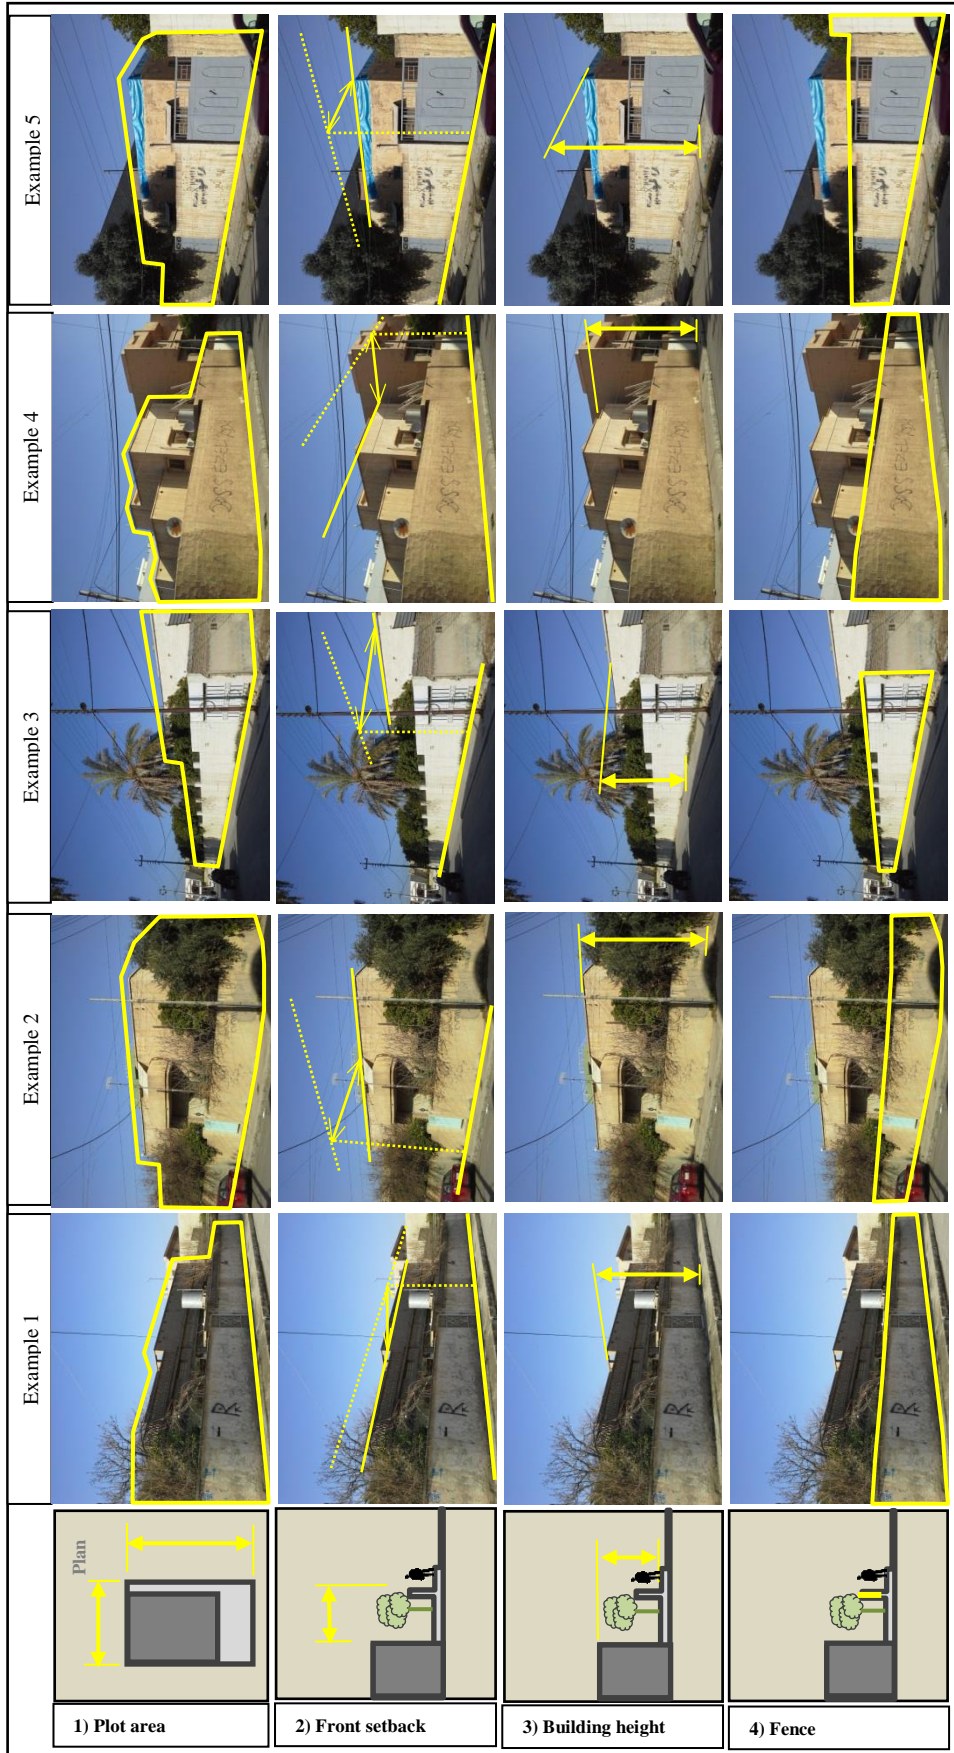 Example 5
Example 4
Example 3
Example 2
Example 1
Plan
1) Plot area
2) Front setback
3) Building height
4) Fence